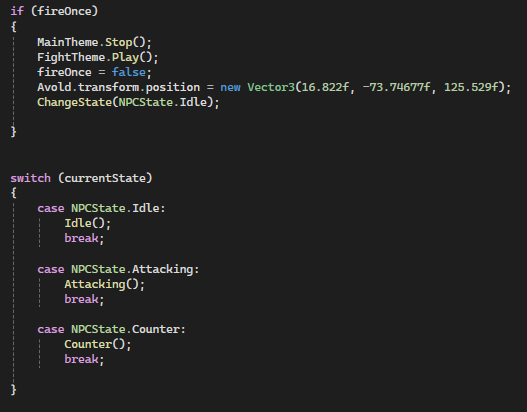 if (fireOnce)
{
MainTheme.Stop();
FightTheme.Play();
fireOnce = false;
Avold.transform.position = new Vector3(16.822f, -73.74677f, 125.529f);
ChangeState(NPCState.Idle);
}
switch (currentState)
{
case NPCState.Idle:
Idle();
break;
case NPCState.Attacking:
Attacking();
break;
case NPCState.Counter:
Counter();
break;
}